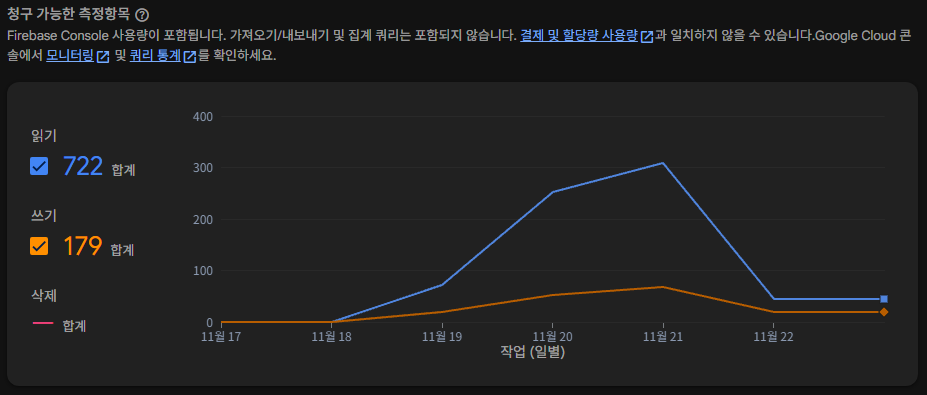 청구 가능한 측정항목
Firebase Console 사용량이 포함됩니다. 가져오기/내보내기 및 집계 쿼리는 포함되지 않습니다. 결제 및 할당량 사용량과 일치하지 않을 수 있습니다.Google Cloud 콘
솔에서 모니터링 및 쿼리 통계를 확인하세요.
읽기
722 합계
쓰기
179 합계
삭제
합계
400
300
200
100
0
11월 17 11월 18 11월 19 11월 20 11월 21 11월 22
작업 (일별)